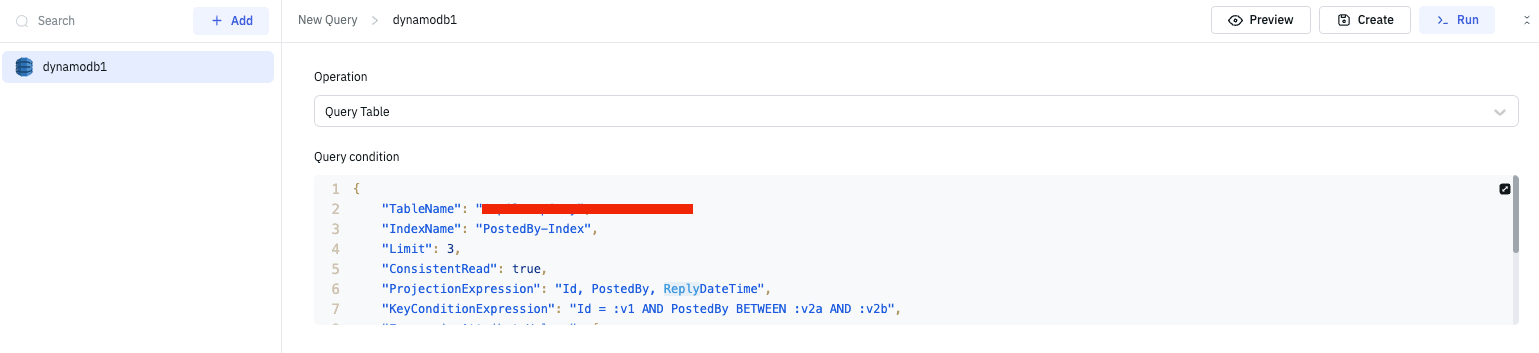 Search
+ Add
New Query > dynamodb1
Preview
Create
>_ Run
dynamodb1
Operation
Query Table
Query condition
1 {
2 "TableName": "
3 "IndexName": "PostedBy-Index",
4 "Limit": 3,
5 "ConsistentRead": true,
6 "ProjectionExpression": "Id, PostedBy, ReplyDateTime",
7 "KeyConditionExpression": "Id = :v1 AND PostedBy BETWEEN :v2a AND :v2b",